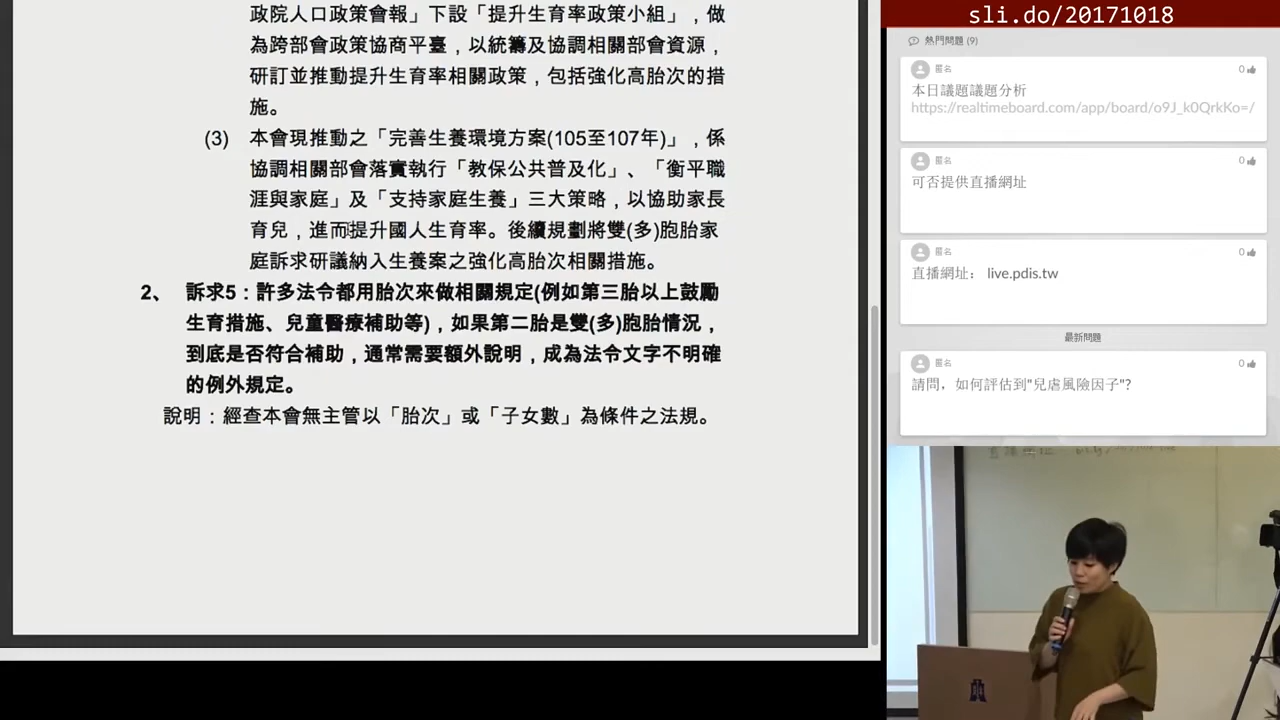 政院人口政策會報」下設「提升生育率政策小組」，做
為跨部會政策協商平臺，以統籌及協調相關部會資源，
研訂並推動提升生育率相關政策，包括強化高胎次的措
施。
(3) 本會現推動之「完善生養環境方案(105至107年)」，係
協調相關部會落實執行「教保公共普及化」、「衡平職
涯與家庭」及「支持家庭生養」三大策略，以協助家長
育兒，進而提升國人生育率。後續規劃將雙(多)胞胎家
庭訴求研議納入生養案之強化高胎次相關措施。
2、 訴求5：許多法令都用胎次來做相關規定(例如第三胎以上鼓勵
生育措施、兒童醫療補助等)，如果第二胎是雙(多)胞胎情況，
到底是否符合補助，通常需要額外說明，成為法令文字不明確
的例外規定。
說明：經查本會無主管以「胎次」或「子女數」為條件之法規。
sli.do/20171018
熱門問題 (9)
匿名 0
本日議題議題分析
https://realtimeboard.com/app/board/o9J_k0QrkKo=/
匿名 0
可否提供直播網址
匿名 0
直播網址： live.pdis.tw
最新問題
匿名 0
請問，如何評估到"兒虐風險因子"?